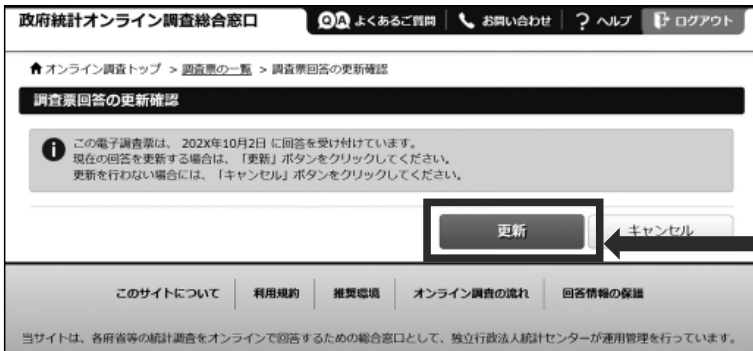 政府統計オンライン調査総合窓口 QA よくあるご質問 お問い合わせ ? ヘルプ ログアウト
オンライン調査トップ > 調査票の一覧 > 調査票回答の更新確認
調査票回答の更新確認
この電子調査票は、 202X年10月2日 に回答を受け付けています。
現在の回答を更新する場合は、「更新」ボタンをクリックしてください。
更新を行わない場合には、「キャンセル」ボタンをクリックしてください。
更新 キャンセル
このサイトについて 利用規約 推奨環境 オンライン調査の流れ 回答情報の保護
当サイトは、各府省等の統計調査をオンラインで回答するための総合窓口として、独立行政法人統計センターが運用管理を行っています。